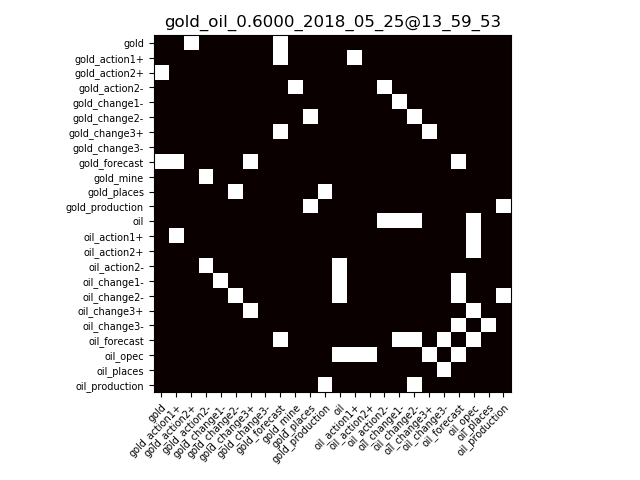 gold_oil_0.6000_2018_05_25@13_59_53
gold
gold_action1+
gold_action2+
gold_action2-
gold_change1-
gold_change2-
gold_change3+
gold_change3-
gold_forecast
gold_mine
gold_places
gold_production
oil
oil_action1+
oil_action2+
oil_action2-
oil_change1-
oil_change2-
oil_change3+
oil_change3-
oil_forecast
oil_opec
oil_places
oil_production
gold
gold_action1+
gold_action2+
gold_action2-
gold_change1-
gold_change2-
gold_change3+
gold_change3-
gold_forecast
gold_mine
gold_places
gold_production
oil
oil_action1+
oil_action2+
oil_action2-
oil_change1-
oil_change2-
oil_change3+
oil_change3-
oil_forecast
oil_opec
oil_places
oil_production